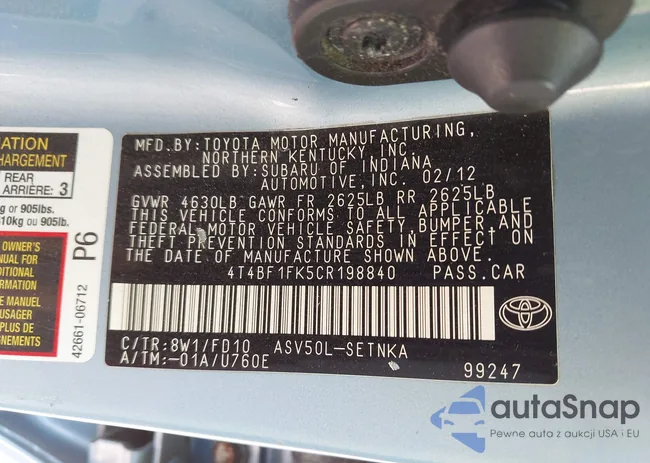 MFD.BY:TOYOTA MOTOR MANUFACTURING,
NORTHERN KENTUCKY INC.
ASSEMBLED BY:SUBARU OF INDIANA
AUTOMOTIVE,INC. 02/12
GVWR 4630LB GAWR FR 2625LB RR 2625LB
THIS VEHICLE CONFORMS TO ALL APPLICABLE
FEDERAL MOTOR VEHICLE SAFETY,BUMPER,AND
THEFT PREVENTION STANDARDS IN EFFECT ON
THE DATE OF MANUFACTURE SHOWN ABOVE.
4T4BF1FK5CR198840 PASS.CAR
C/TR:8W1/FD10 ASV50L-SETNKA
A/TM:-01A/U760E
99247
TOYOTA
ATION
HARGEMENT
REAR
ARRIÈRE: 3
g or 905lbs.
10kg ou 905lb.
OWNER'S
UAL FOR
DITIONAL
ORMATION
E MANUEL
USAGER
PLUS DE
NEMENTS
P6
42661-06712
autaSnap
Pewne auta z aukcji USA i EU